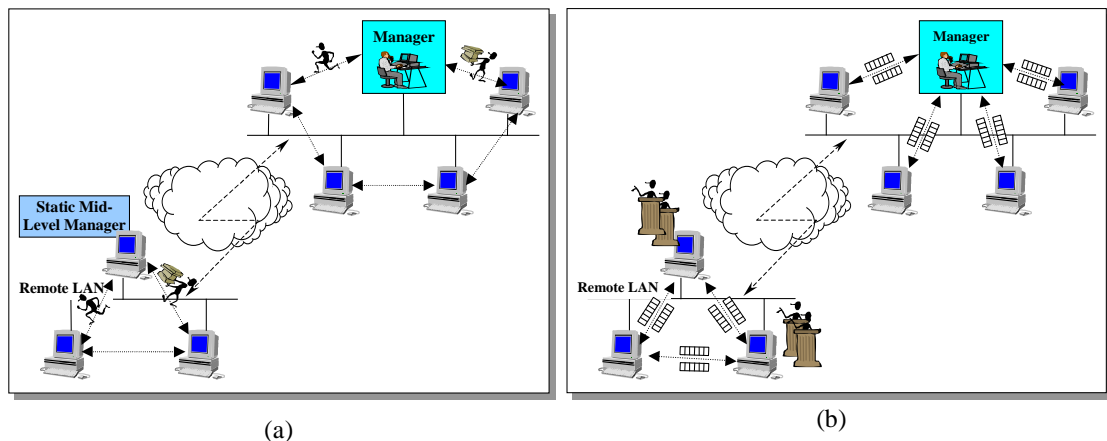 Manager
Static Mid-
Level Manager
Remote LAN
(a)
Manager
Remote LAN
(b)